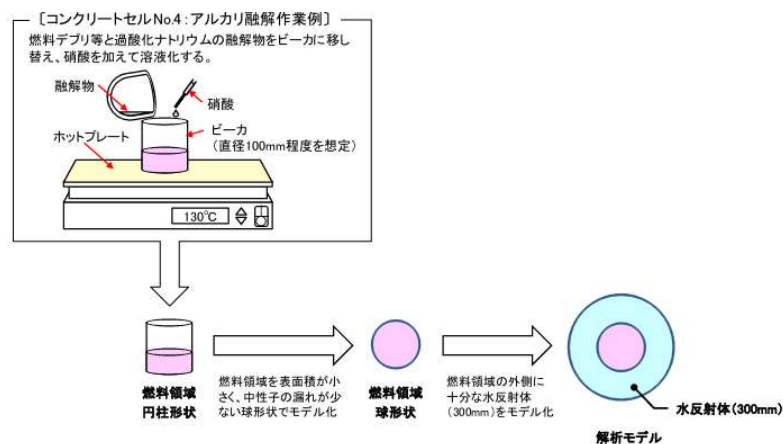 ［コンクリートセルNo.4：アルカリ融解作業例］
燃料デブリ等と過酸化ナトリウムの融解物をビーカに移し
替え、硝酸を加えて溶液化する。
融解物
硝酸
ビーカ
（直径100mm程度を想定）
ホットプレート
130℃
燃料領域
円柱形状
燃料領域を表面積が小
さく、中性子の漏れが少
ない球形状でモデル化
燃料領域
球形状
燃料領域の外側に
十分な水反射体
（300mm）をモデル化
水反射体（300mm）
解析モデル